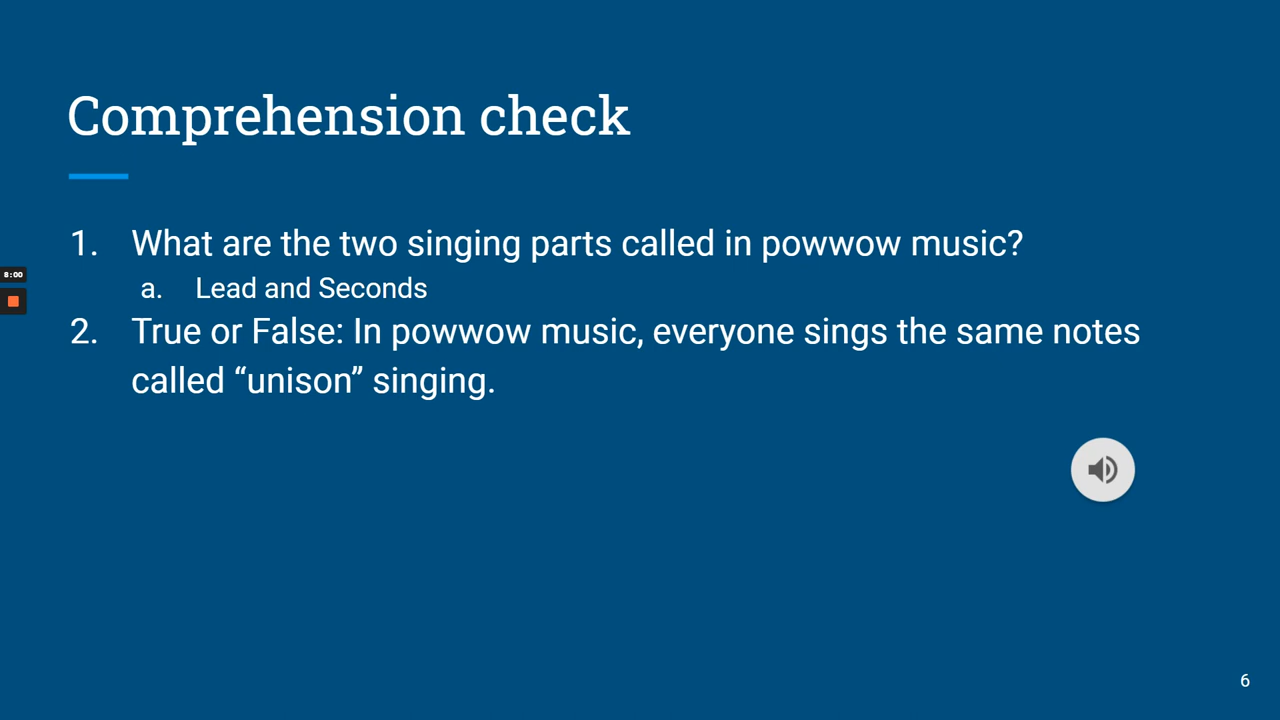 Comprehension check
1. What are the two singing parts called in powwow music?
a. Lead and Seconds
2. True or False: In powwow music, everyone sings the same notes
called “unison” singing.
8:00
6